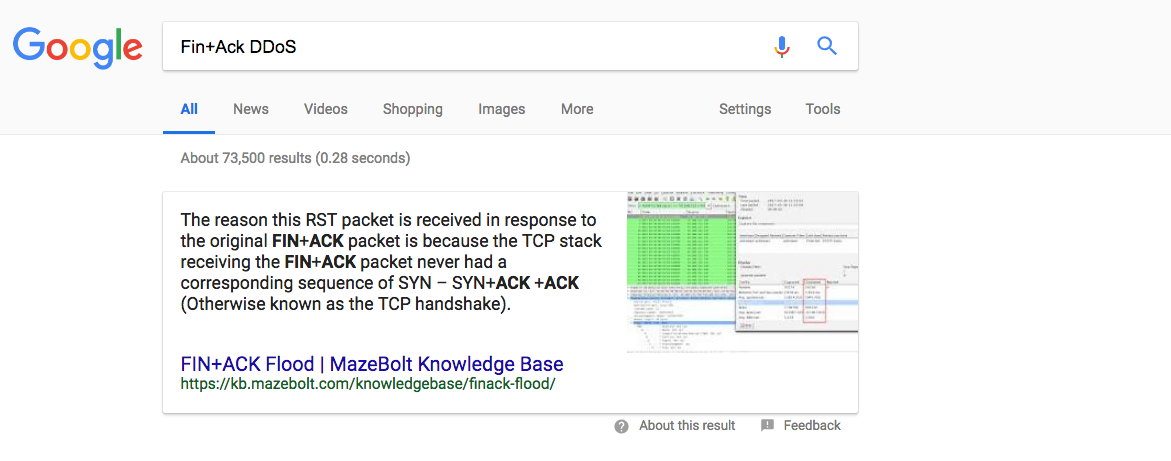 Google
Fin+Ack DDoS
All News Videos Shopping Images More Settings Tools
About 73,500 results (0.28 seconds)
The reason this RST packet is received in response to
the original FIN+ACK packet is because the TCP stack
receiving the FIN+ACK packet never had a
corresponding sequence of SYN – SYN+ACK +ACK
(Otherwise known as the TCP handshake).
FIN+ACK Flood | MazeBolt Knowledge Base
https://kb.mazebolt.com/knowledgebase/finack-flood/
About this result Feedback